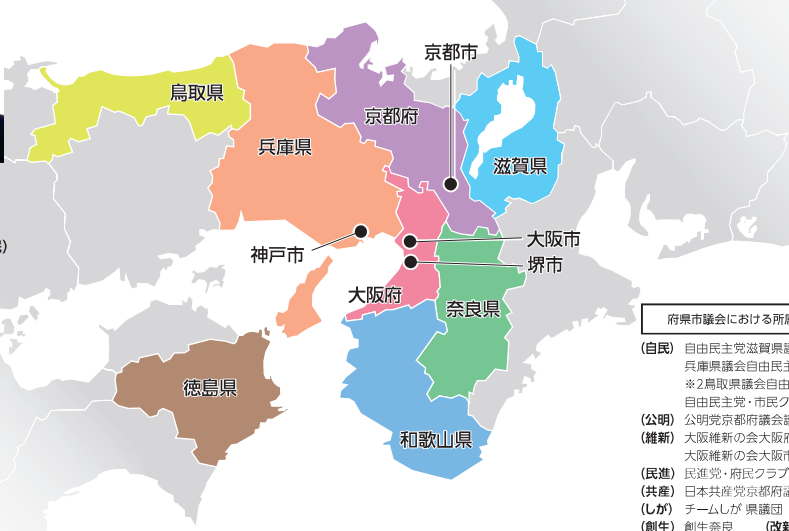 京都市
鳥取県
京都府
兵庫県
滋賀県
大阪市
神戸市
堺市
大阪府
奈良県
府県市議会における所属
(自民) 自由民主党滋賀県議
兵庫県議会自由民主
※2鳥取県議会自由
自由民主党・市民ク
徳島県
(公明) 公明党京都府議会議
和歌山県
(維新) 大阪維新の会大阪府
大阪維新の会大阪市
(民進) 民進党・府民クラブ
(共産) 日本共産党京都府議
(しが) チームしが 県議団
(創生) 創生奈良 (改新